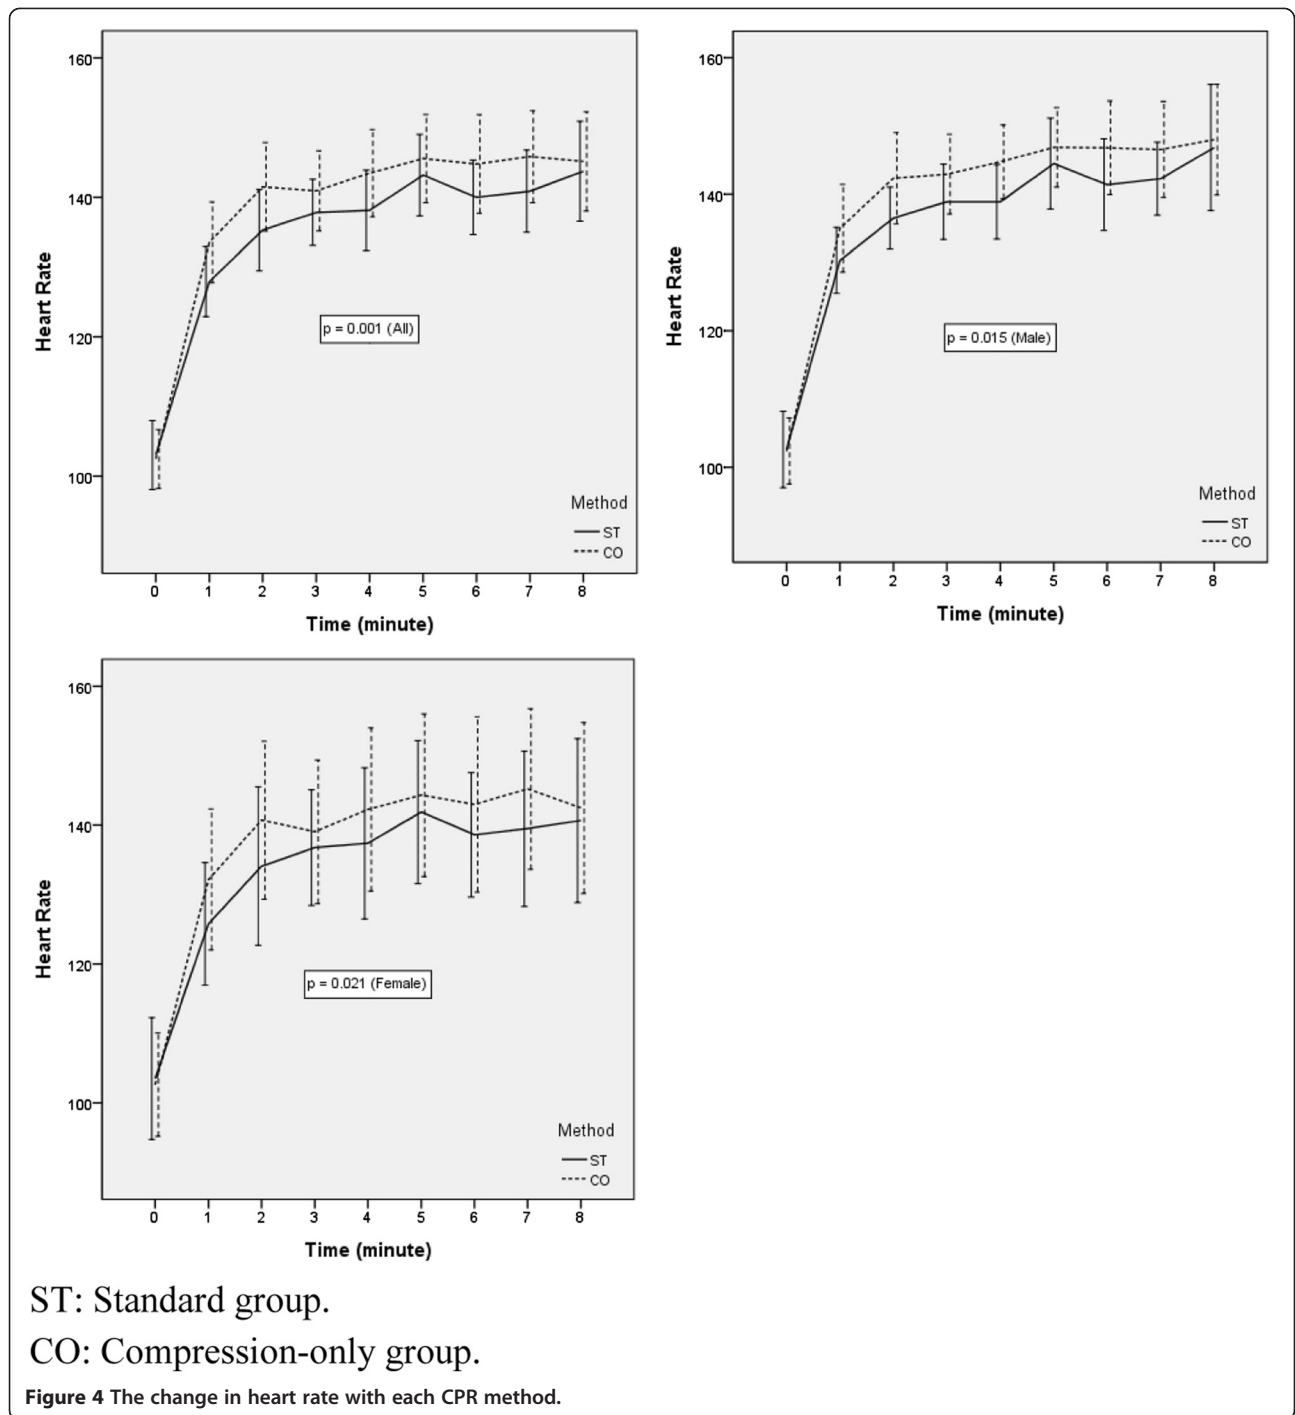 160
140
120
100
Heart Rate
p = 0.001 (All)
Method
ST
CO
0 1 2 3 4 5 6 7 8
Time (minute)
160
140
120
100
Heart Rate
p = 0.015 (Male)
Method
ST
CO
0 1 2 3 4 5 6 7 8
Time (minute)
160
140
120
100
Heart Rate
p = 0.021 (Female)
Method
ST
CO
0 1 2 3 4 5 6 7 8
Time (minute)
ST: Standard group.
CO: Compression-only group.
Figure 4 The change in heart rate with each CPR method.